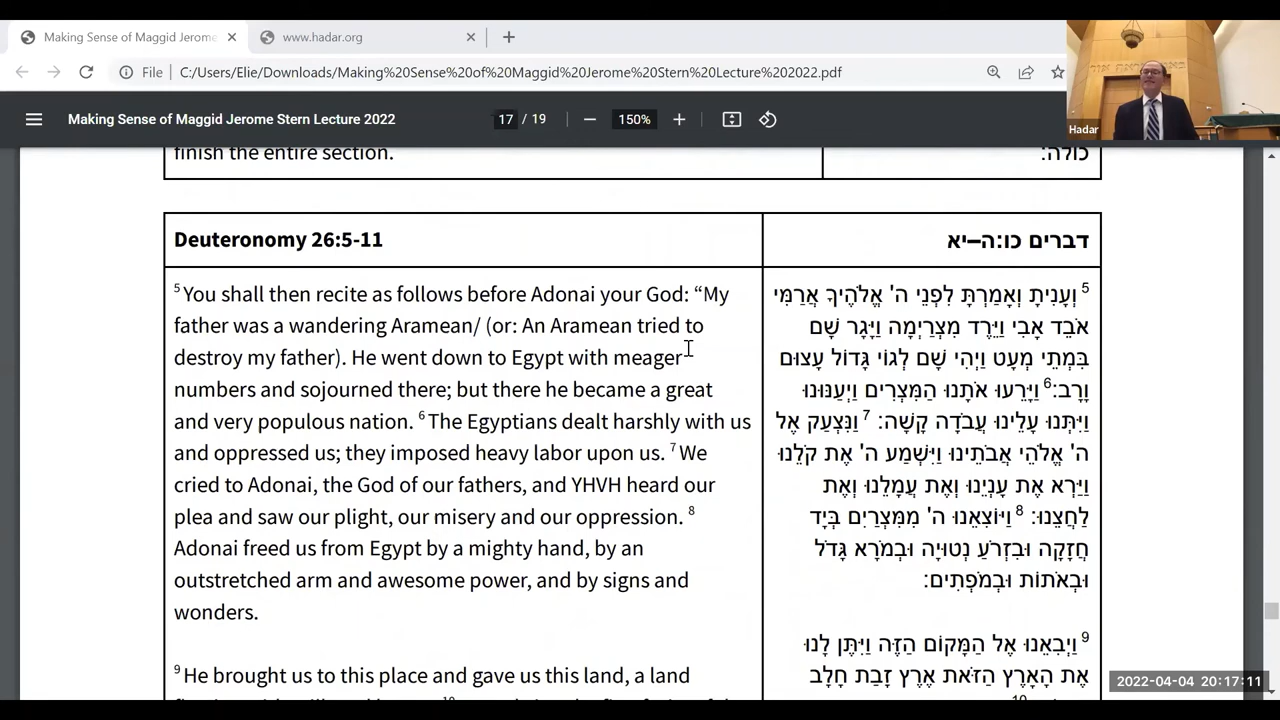 Making Sense of Maggid Jerome
www.hadar.org
File
C:/Users/Elie/Downloads/Making%20Sense%20of%20Maggid%20Jerome%20Stern%20Lecture%202022.pdf
Making Sense of Maggid Jerome Stern Lecture 2022
17 / 19
150%
Hadar
finish the entire section.
כולה:
Deuteronomy 26:5-11
דברים כו:ה–יא
5 You shall then recite as follows before Adonai your God: “My
father was a wandering Aramean/ (or: An Aramean tried to
destroy my father). He went down to Egypt with meager
numbers and sojourned there; but there he became a great
and very populous nation. 6 The Egyptians dealt harshly with us
and oppressed us; they imposed heavy labor upon us. 7 We
cried to Adonai, the God of our fathers, and YHVH heard our
plea and saw our plight, our misery and our oppression. 8
Adonai freed us from Egypt by a mighty hand, by an
outstretched arm and awesome power, and by signs and
wonders.
9 He brought us to this place and gave us this land, a land
5 וְעָנִיתָ וְאָמַרְתָּ לִפְנֵי ה' אֱלֹהֶיךָ אֲרַמִּי
אֹבֵד אָבִי וַיֵּרֶד מִצְרַיְמָה וַיָּגָר שָׁם
בִּמְתֵי מְעָט וַיְהִי שָׁם לְגוֹי גָּדוֹל עָצוּם
וָרָב: 6 וַיָּרֵעוּ אֹתָנוּ הַמִּצְרִים וַיְעַנּוּנוּ
וַיִּתְּנוּ עָלֵינוּ עֲבֹדָה קָשָׁה: 7 וַנִּצְעַק אֶל
ה' אֱלֹהֵי אֲבֹתֵינוּ וַיִּשְׁמַע ה' אֶת קֹלֵנוּ
וַיַּרְא אֶת עָנְיֵנוּ וְאֶת עֲמָלֵנוּ וְאֶת
לַחֲצֵנוּ: 8 וַיּוֹצִאֵנוּ ה' מִמִּצְרַיִם בְּיָד
חֲזָקָה וּבִזְרֹעַ נְטוּיָה וּבְמֹרָא גָּדֹל
וּבְאֹתוֹת וּבְמֹפְתִים:
9 וַיְבִאֵנוּ אֶל הַמָּקוֹם הַזֶּה וַיִּתֶּן לָנוּ
אֶת הָאָרֶץ הַזֹּאת אֶרֶץ זָבַת חָלָב
10
10
2022-04-04 20:17:11